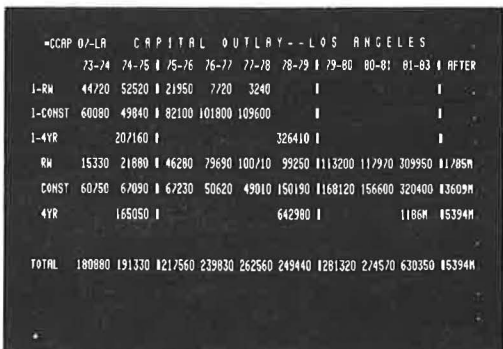 =CCAP 07-LA CAPITAL OUTLAY--LOS ANGELES
73-74 74-75 | 75-76 76-77 77-78 78-79 | 79-80 80-81 81-83 | AFTER
1-RW 44720 52520 | 21950 7720 3240 | |
1-CONST 60080 49840 | 82100 101800 109600 | |
1-4YR 207160 | 326410 | |
RW 15330 21880 | 46280 79690 100710 99250 |113200 117970 309950 |1785M
CONST 60750 67090 | 67230 50620 49010 150190 |168120 156600 320400 |3609M
4YR 165050 | 642980 | 1186M |5394M
TOTAL 180880 191330 |217560 239830 262560 249440 |281320 274570 630350 |5394M